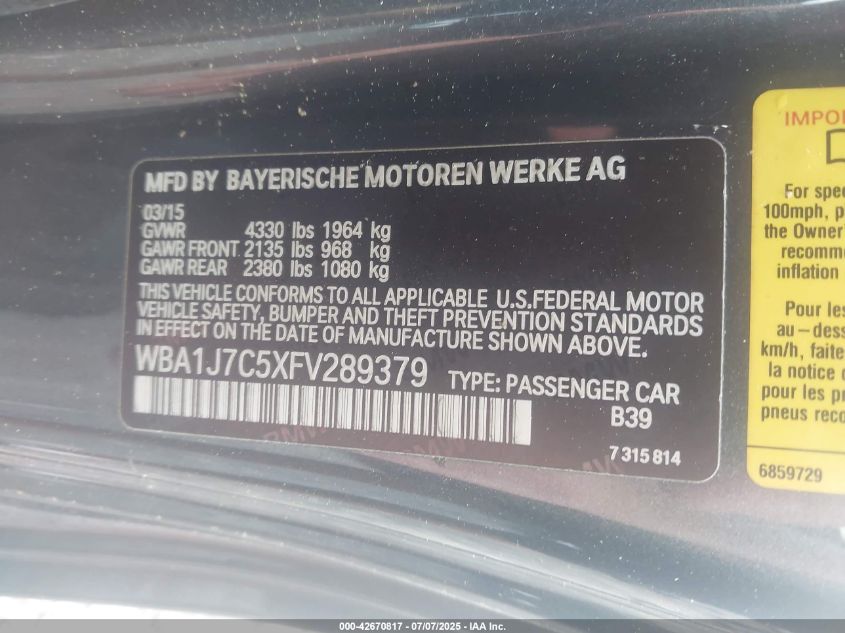 MFD BY BAYERISCHE MOTOREN WERKE AG
03/15
GVWR 4330 lbs 1964 kg
GAWR FRONT 2135 lbs 968 kg
GAWR REAR 2380 lbs 1080 kg
THIS VEHICLE CONFORMS TO ALL APPLICABLE U.S.FEDERAL MOTOR
VEHICLE SAFETY, BUMPER AND THEFT PREVENTION STANDARDS
IN EFFECT ON THE DATE OF MANUFACTURE SHOWN ABOVE.
WBA1J7C5XFV289379 TYPE: PASSENGER CAR
B39
7 315 814
For spe
100mph, p
the Owner
recomme
inflation
Pour les
au-dess
km/h, faite
la notice
pour les p
pneus reco
6859729
000-42670817 - 07/07/2025 - IAA Inc.